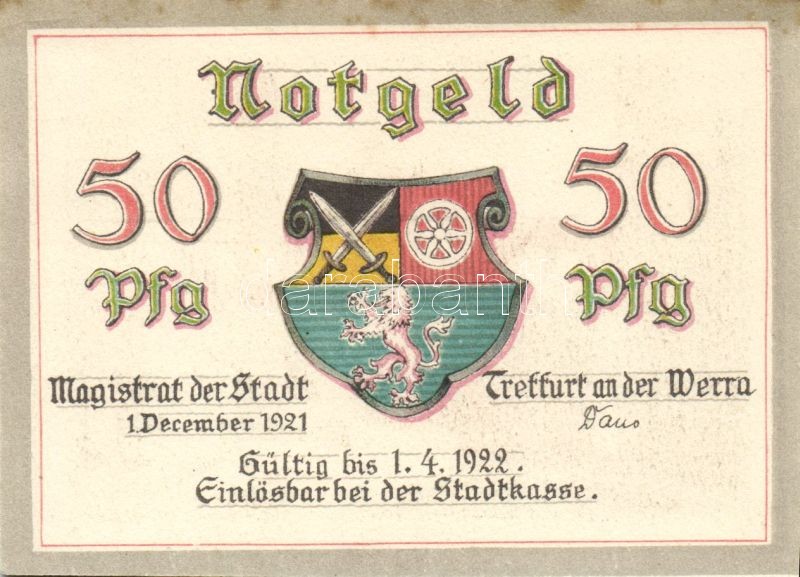 Notgeld
50 50
Pfg Pfg
Magistrat der Stadt Treffurt an der Werra
1.December 1921
Gültig bis 1. 4. 1922.
Einlösbar bei der Stadtkasse.
darabanth